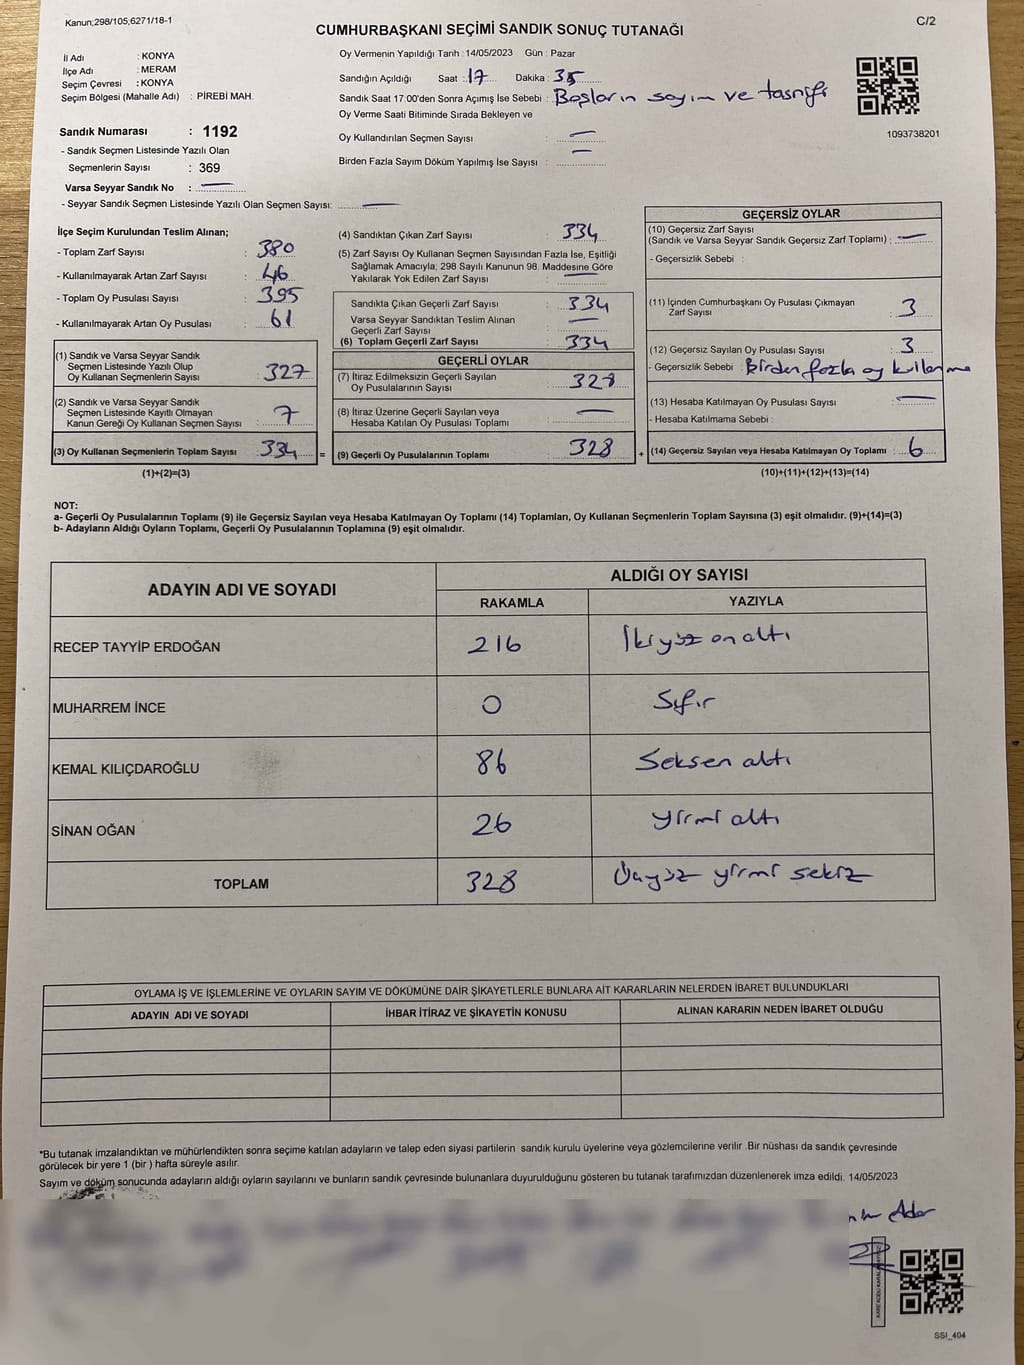 Kanun;298/105,6271/18-1
C/2
CUMHURBAŞKANI SEÇİMİ SANDIK SONUÇ TUTANAĞI
İl Adı : KONYA
İlçe Adı : MERAM
Seçim Çevresi : KONYA
Seçim Bölgesi (Mahalle Adı) : PİREBİ MAH.
Sandık Numarası : 1192
- Sandık Seçmen Listesinde Yazılı Olan
Seçmenlerin Sayısı : 369
Varsa Seyyar Sandık No : —
- Seyyar Sandık Seçmen Listesinde Yazılı Olan Seçmen Sayısı: —
Oy Vermenin Yapıldığı Tarih : 14/05/2023 Gün : Pazar
Sandığın Açıldığı Saat : 17 Dakika : 35
Sandık Saat 17:00'den Sonra Açımış İse Sebebi : Boşların sayım ve tasnifi
Oy Verme Saati Bitiminde Sırada Bekleyen ve
Oy Kullandırılan Seçmen Sayısı : —
Birden Fazla Sayım Döküm Yapılmış İse Sayısı : —
1093738201
İlçe Seçim Kurulundan Teslim Alınan;
- Toplam Zarf Sayısı : 380
- Kullanılmayarak Artan Zarf Sayısı : 46
- Toplam Oy Pusulası Sayısı : 395
- Kullanılmayarak Artan Oy Pusulası : 61
(1) Sandık ve Varsa Seyyar Sandık
Seçmen Listesinde Yazılı Olup
Oy Kullanan Seçmenlerin Sayısı : 327
(2) Sandık ve Varsa Seyyar Sandık
Seçmen Listesinde Kayıtlı Olmayan
Kanun Gereği Oy Kullanan Seçmen Sayısı : 7
(3) Oy Kullanan Seçmenlerin Toplam Sayısı : 334
(1)+(2)=(3)
=
(4) Sandıktan Çıkan Zarf Sayısı : 334
(5) Zarf Sayısı Oy Kullanan Seçmen Sayısından Fazla İse, Eşitliği
Sağlamak Amacıyla; 298 Sayılı Kanunun 98. Maddesine Göre
Yakılarak Yok Edilen Zarf Sayısı : —
Sandıkta Çıkan Geçerli Zarf Sayısı : 334
Varsa Seyyar Sandıktan Teslim Alınan
Geçerli Zarf Sayısı : —
(6) Toplam Geçerli Zarf Sayısı : 334
GEÇERLİ OYLAR
(7) İtiraz Edilmeksizin Geçerli Sayılan
Oy Pusulalarının Sayısı : 328
(8) İtiraz Üzerine Geçerli Sayılan veya
Hesaba Katılan Oy Pusulası Toplamı : —
(9) Geçerli Oy Pusulalarının Toplamı : 328
+
GEÇERSİZ OYLAR
(10) Geçersiz Zarf Sayısı
(Sandık ve Varsa Seyyar Sandık Geçersiz Zarf Toplamı) : —
- Geçersizlik Sebebi :
(11) İçinden Cumhurbaşkanı Oy Pusulası Çıkmayan
Zarf Sayısı : 3
(12) Geçersiz Sayılan Oy Pusulası Sayısı : 3
- Geçersizlik Sebebi : Birden fazla oy kullanma
(13) Hesaba Katılmayan Oy Pusulası Sayısı : —
- Hesaba Katılmama Sebebi :
(14) Geçersiz Sayılan veya Hesaba Katılmayan Oy Toplamı : 6
(10)+(11)+(12)+(13)=(14)
NOT:
a- Geçerli Oy Pusulalarının Toplamı (9) ile Geçersiz Sayılan veya Hesaba Katılmayan Oy Toplamı (14) Toplamları, Oy Kullanan Seçmenlerin Toplam Sayısına (3) eşit olmalıdır. (9)+(14)=(3)
b- Adayların Aldığı Oyların Toplamı, Geçerli Oy Pusulalarının Toplamına (9) eşit olmalıdır.
ADAYIN ADI VE SOYADI ALDIĞI OY SAYISI
RAKAMLA YAZIYLA
RECEP TAYYİP ERDOĞAN 216 İkiyüz on altı
MUHARREM İNCE 0 Sıfır
KEMAL KILIÇDAROĞLU 86 Seksen altı
SİNAN OĞAN 26 yirmi altı
TOPLAM 328 Üçyüz yirmi sekiz
OYLAMA İŞ VE İŞLEMLERİNE VE OYLARIN SAYIM VE DÖKÜMÜNE DAİR ŞİKAYETLERLE BUNLARA AİT KARARLARIN NELERDEN İBARET BULUNDUKLARI
ADAYIN ADI VE SOYADI İHBAR İTİRAZ VE ŞİKAYETİN KONUSU ALINAN KARARIN NEDEN İBARET OLDUĞU
*Bu tutanak imzalandıktan ve mühürlendikten sonra seçime katılan adayların ve talep eden siyasi partilerin sandık kurulu üyelerine veya gözlemcilerine verilir .Bir nüshası da sandık çevresinde
görülecek bir yere 1 (bir ) hafta süreyle asılır.
Sayım ve döküm sonucunda adayların aldığı oyların sayılarını ve bunların sandık çevresinde bulunanlara duyurulduğunu gösteren bu tutanak tarafımızdan düzenlenerek imza edildi. 14/05/2023
SSI_404